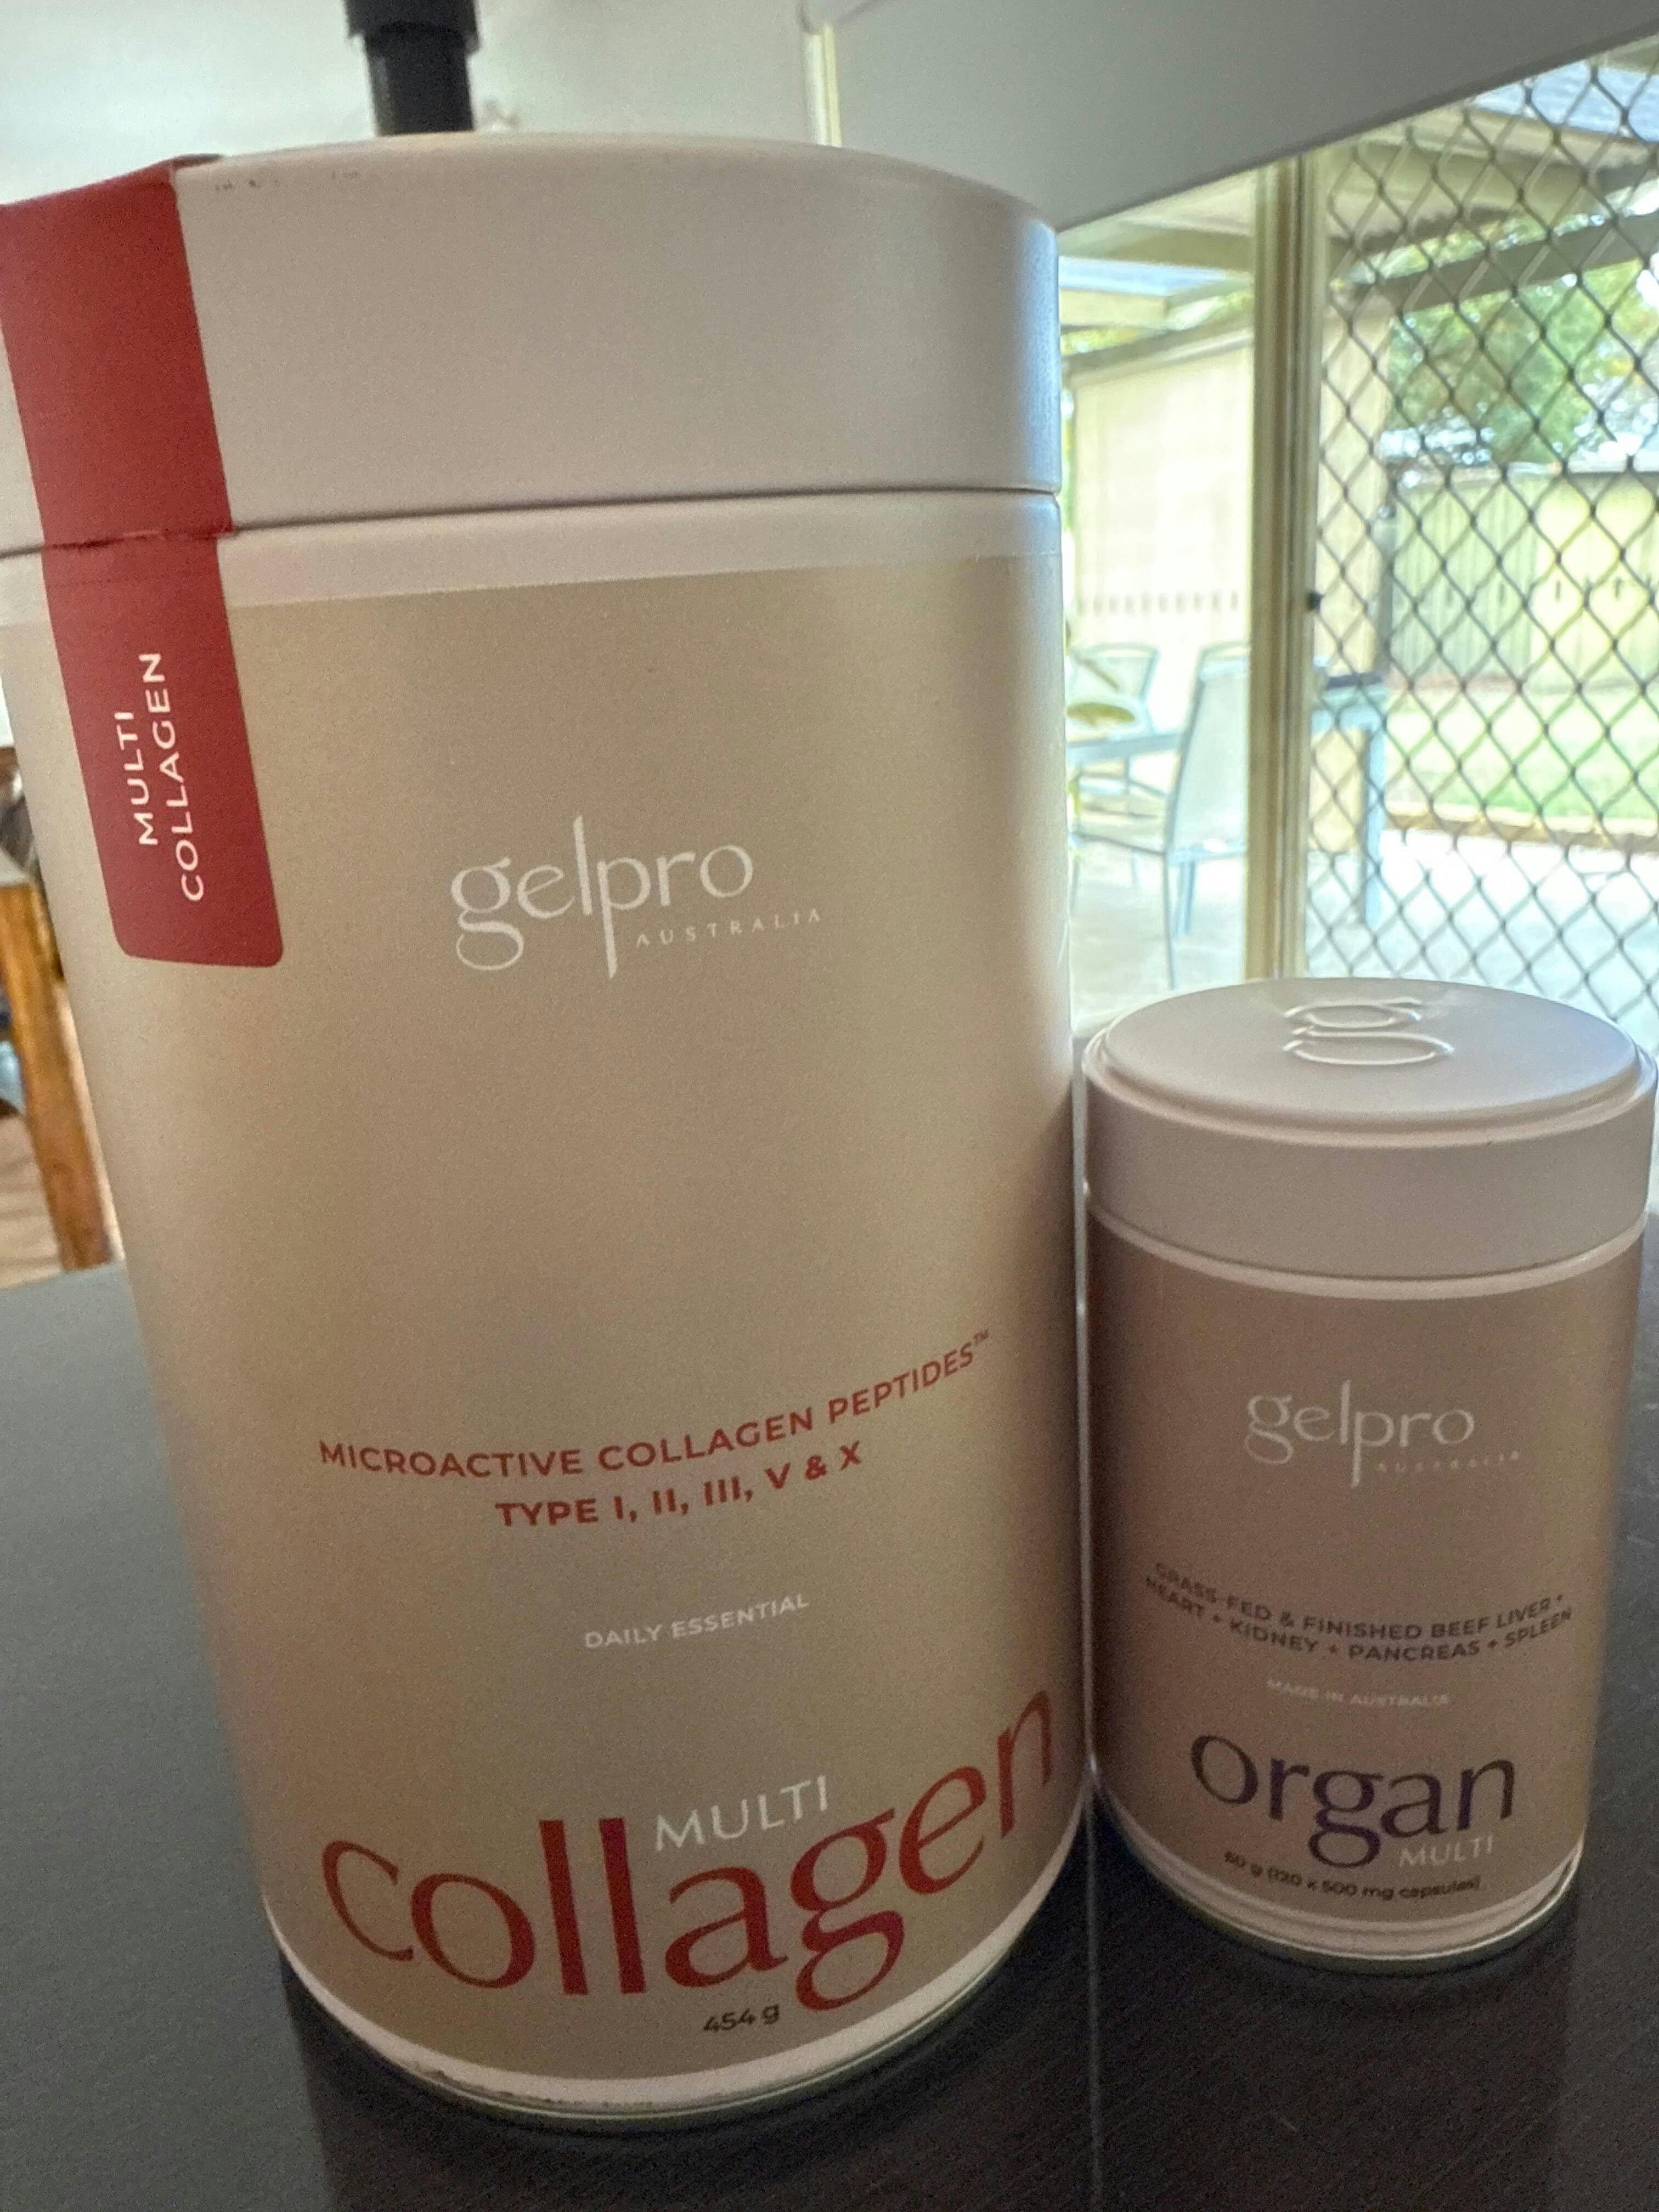 MULTI
COLLAGEN
gelpro
AUSTRALIA
MICROACTIVE COLLAGEN PEPTIDES™
TYPE I, II, III, V & X
DAILY ESSENTIAL
MULTI
collagen
454 g
g
gelpro
AUSTRALIA
GRASS-FED & FINISHED BEEF LIVER +
HEART + KIDNEY + PANCREAS + SPLEEN
MADE IN AUSTRALIA
organ
MULTI
60 g (120 x 500 mg capsules)